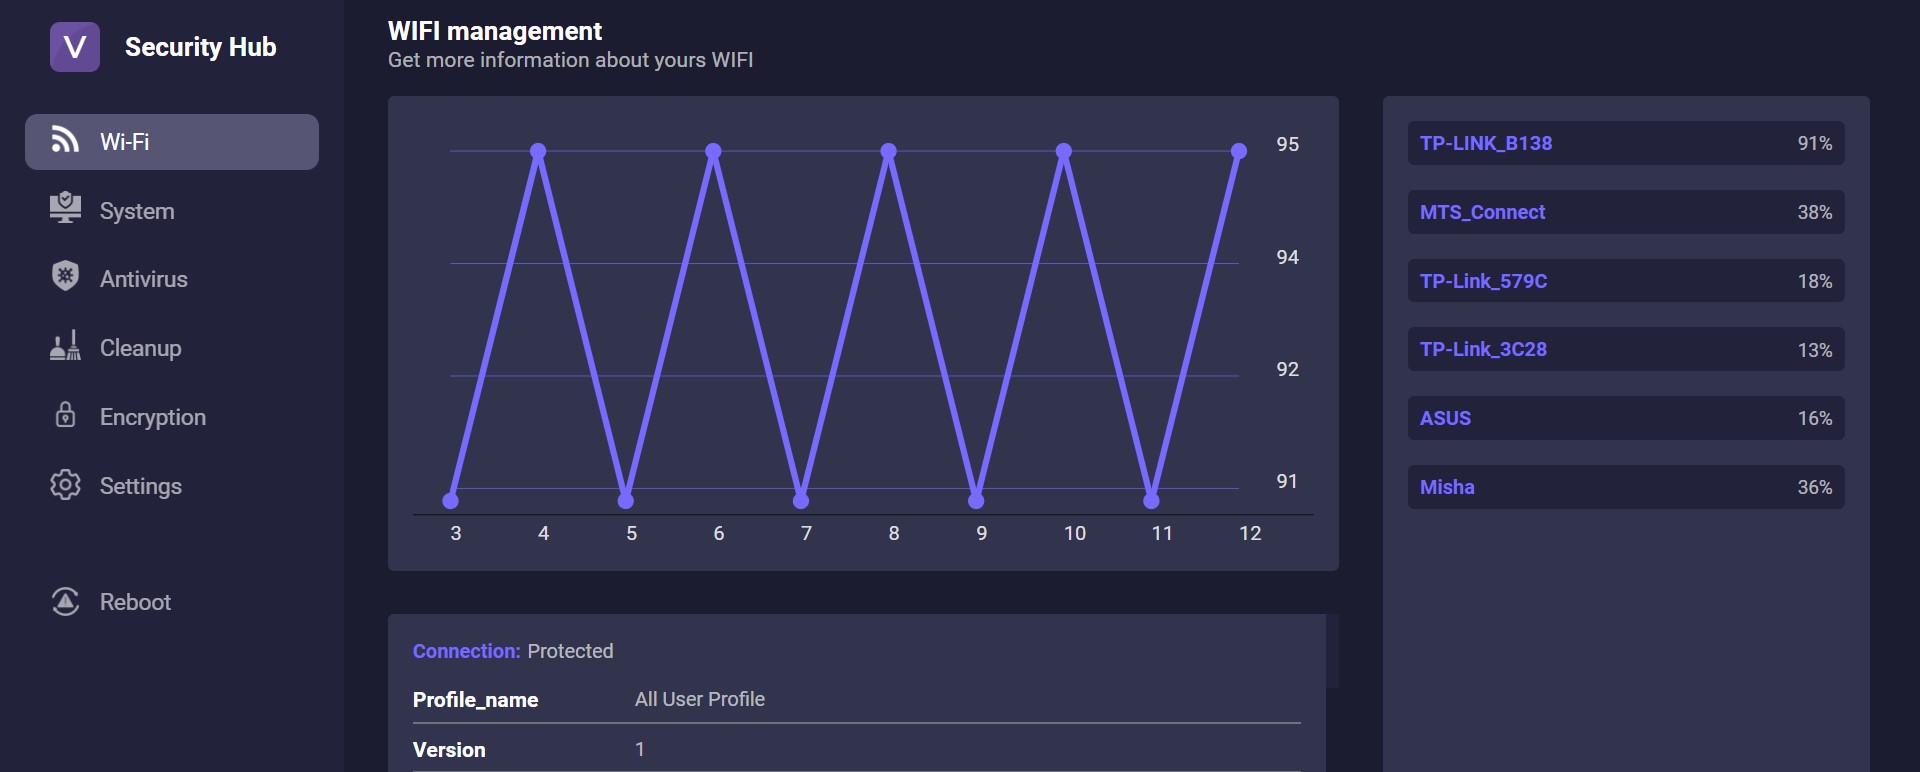 V
Security Hub
Wi-Fi
System
Antivirus
Cleanup
Encryption
Settings
Reboot
WIFI management
Get more information about yours WIFI
95
94
92
91
3 4 5 6 7 8 9 10 11 12
Connection: Protected
Profile_name All User Profile
Version 1
TP-LINK_B138 91%
MTS_Connect 38%
TP-Link_579C 18%
TP-Link_3C28 13%
ASUS 16%
Misha 36%